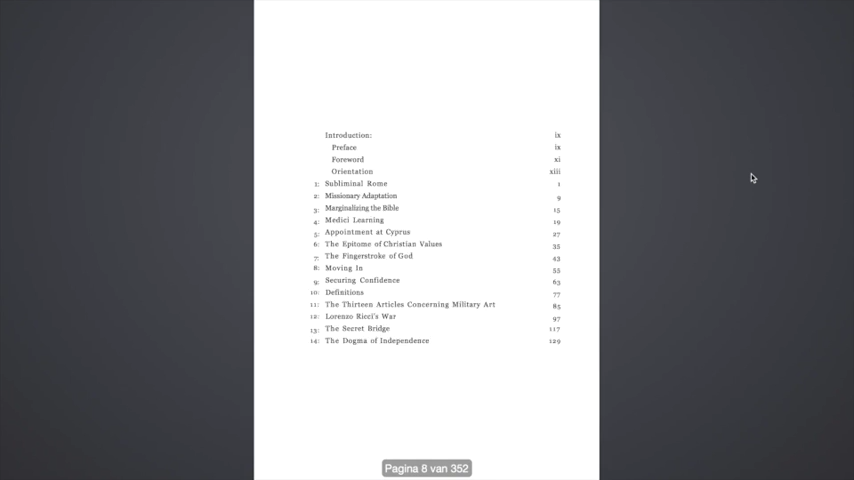 Introduction: ix
Preface ix
Foreword xi
Orientation xiii
1: Subliminal Rome 1
2: Missionary Adaptation 9
3: Marginalizing the Bible 15
4: Medici Learning 19
5: Appointment at Cyprus 27
6: The Epitome of Christian Values 35
7: The Fingerstroke of God 43
8: Moving In 55
9: Securing Confidence 63
10: Definitions 77
11: The Thirteen Articles Concerning Military Art 85
12: Lorenzo Ricci's War 97
13: The Secret Bridge 117
14: The Dogma of Independence 129
Pagina 8 van 352